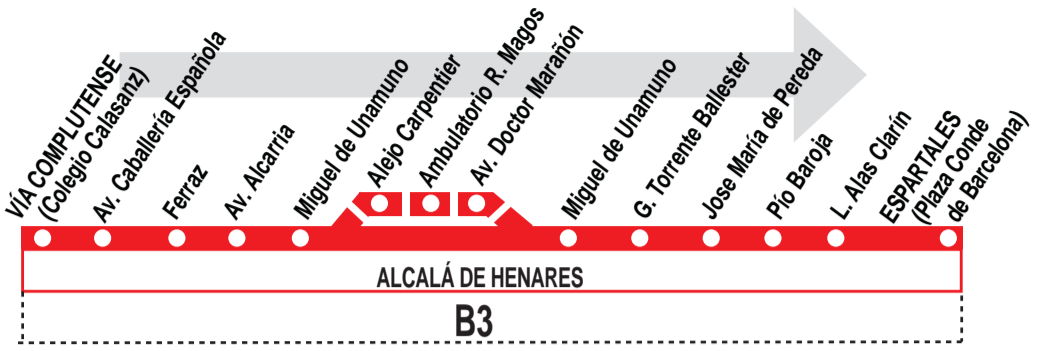 VÍA COMPLUTENSE
(Colegio Calasanz)
Av. Caballería Española
Ferraz
Av. Alcarria
Miguel de Unamuno
Alejo Carpentier
Ambulatorio R. Magos
Av. Doctor Marañón
Miguel de Unamuno
G. Torrente Ballester
Jose María de Pereda
Pío Baroja
L. Alas Clarín
ESPARTALES
(Plaza Conde
de Barcelona)
ALCALÁ DE HENARES
B3